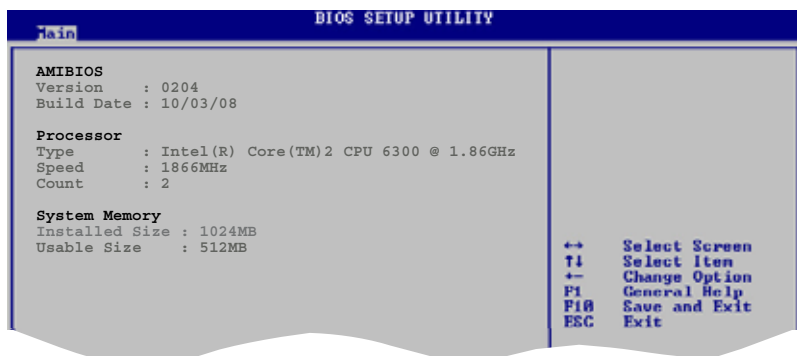 BIOS SETUP UTILITY
Main
AMIBIOS
Version : 0204
Build Date : 10/03/08
Processor
Type : Intel(R) Core(TM)2 CPU 6300 @ 1.86GHz
Speed : 1866MHz
Count : 2
System Memory
Installed Size : 1024MB
Usable Size : 512MB
↔ Select Screen
↑↓ Select Item
+- Change Option
F1 General Help
F10 Save and Exit
ESC Exit